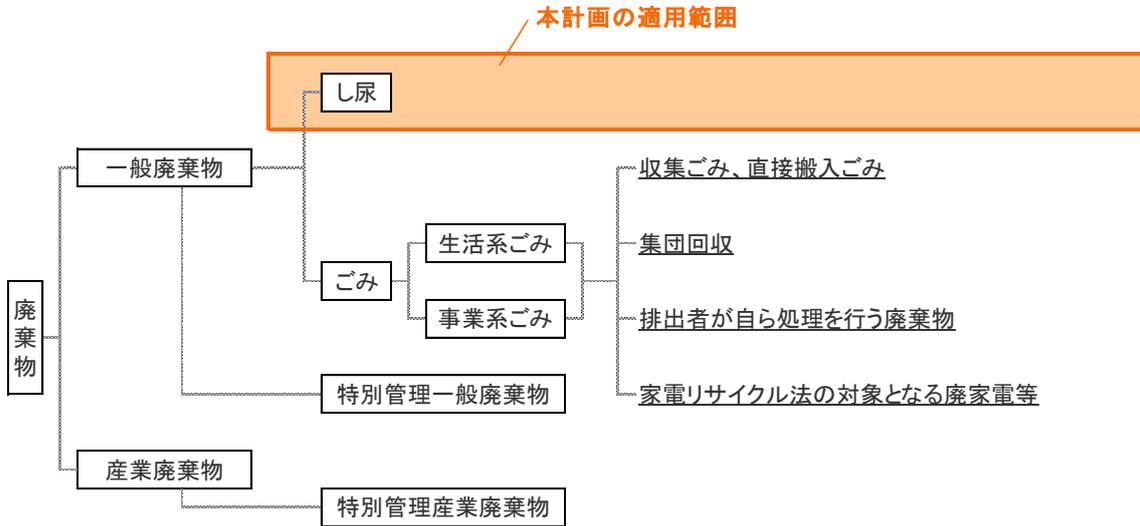 本計画の適用範囲
し尿
一般廃棄物
収集ごみ、直接搬入ごみ
生活系ごみ
集団回収
ごみ
廃棄物
事業系ごみ
排出者が自ら処理を行う廃棄物
特別管理一般廃棄物
家電リサイクル法の対象となる廃家電等
産業廃棄物
特別管理産業廃棄物